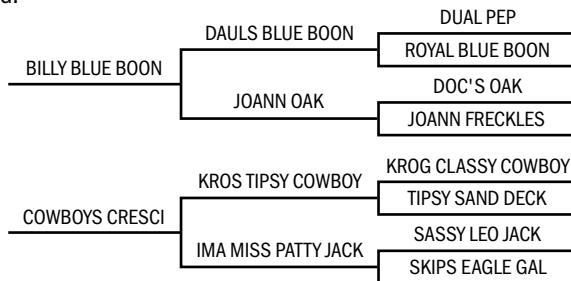 DUAL PEP
DAULS BLUE BOON
ROYAL BLUE BOON
BILLY BLUE BOON
DOC'S OAK
JOANN OAK
JOANN FRECKLES
KROG CLASSY COWBOY
KROS TIPSY COWBOY
TIPSY SAND DECK
COWBOYS CRESCI
SASSY LEO JACK
IMA MISS PATTY JACK
SKIPS EAGLE GAL